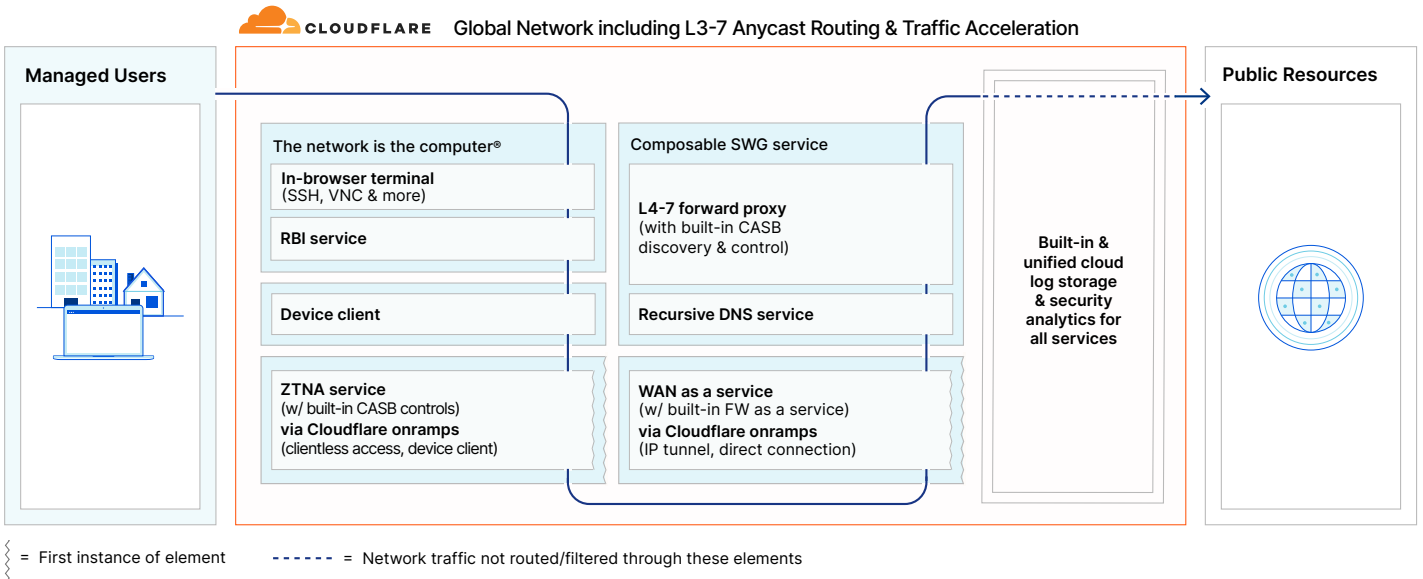 CLOUDFLARE
Global Network including L3-7 Anycast Routing & Traffic Acceleration
Managed Users
The network is the computer®
In-browser terminal
(SSH, VNC & more)
RBI service
Device client
ZTNA service
(w/ built-in CASB controls)
via Cloudflare onramps
(clientless access, device client)
Composable SWG service
L4-7 forward proxy
(with built-in CASB
discovery & control)
Recursive DNS service
WAN as a service
(w/ built-in FW as a service)
via Cloudflare onramps
(IP tunnel, direct connection)
Built-in &
unified cloud
log storage
& security
analytics for
all services
Public Resources
= First instance of element
= Network traffic not routed/filtered through these elements